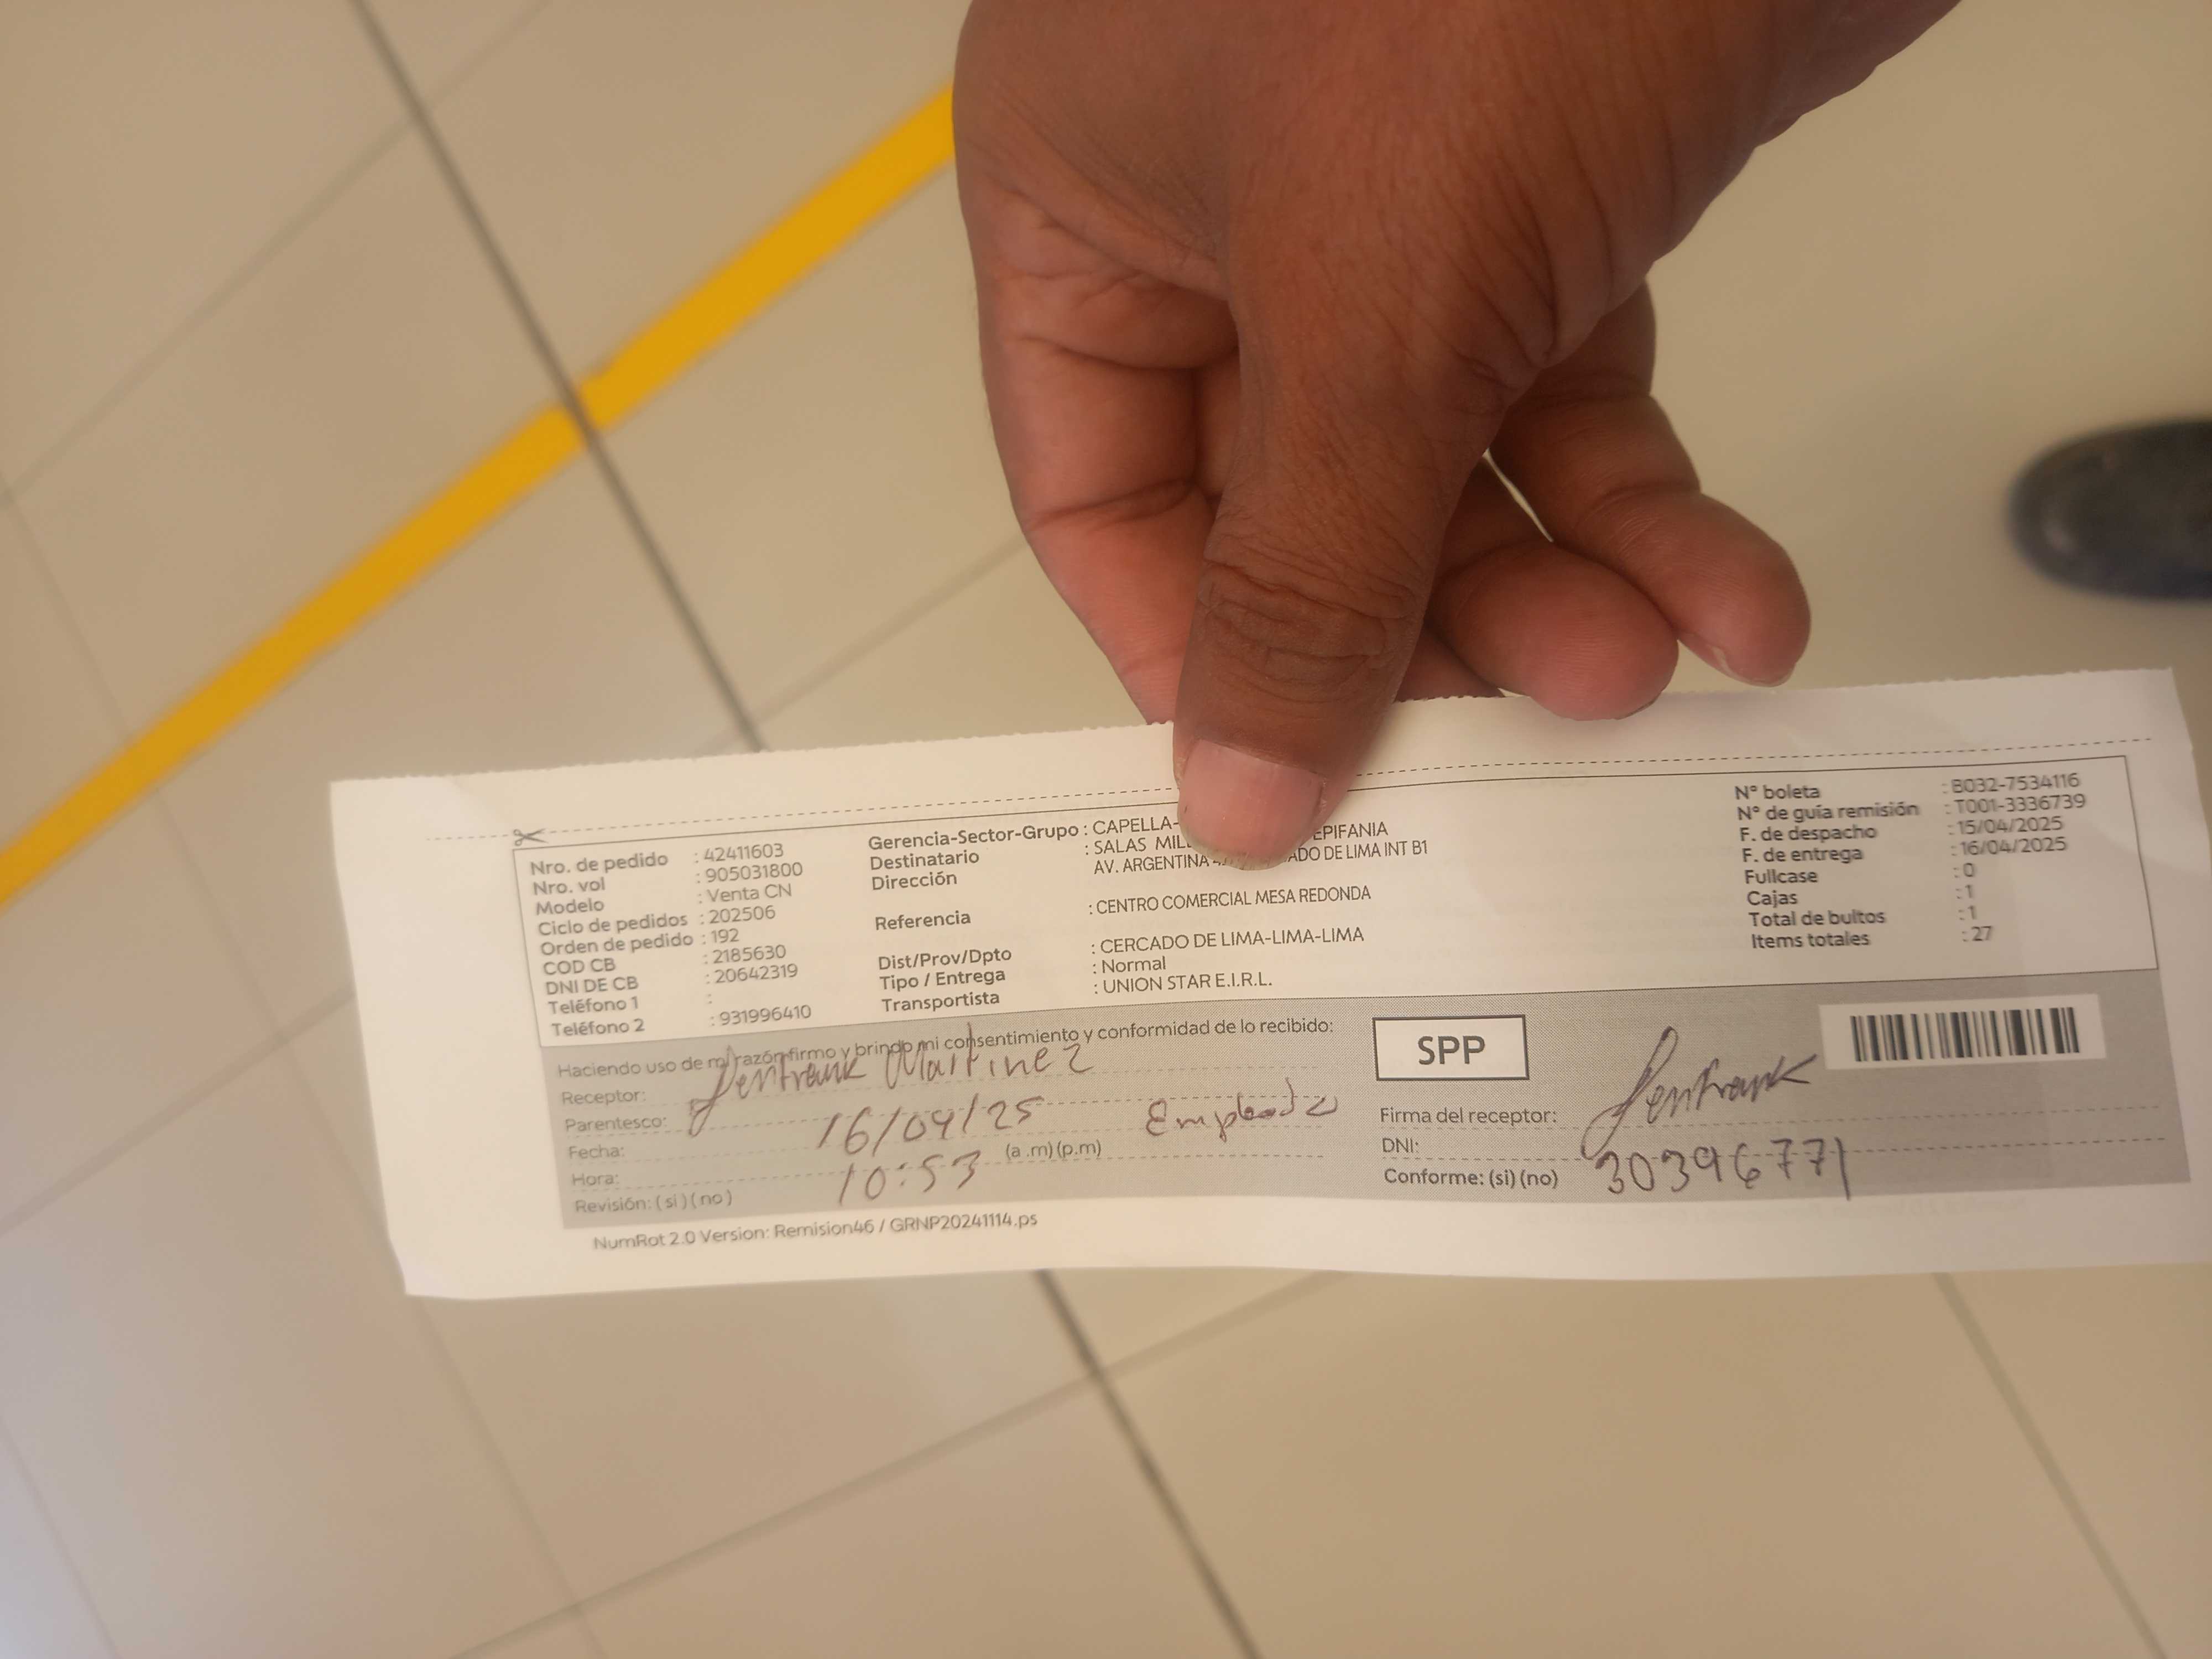 Nro. de pedido : 42411603
Nro. vol : 905031800
Modelo : Venta CN
Ciclo de pedidos : 202506
Orden de pedido : 192
COD CB : 2185630
DNI DE CB : 20642319
Teléfono 1 :
Teléfono 2 : 931996410
Gerencia-Sector-Grupo : CAPELLA-
Destinatario : SALAS EPIFANIA
Dirección AV. ARGENTINA DE LIMA INT B1
Referencia : CENTRO COMERCIAL MESA REDONDA
Dist/Prov/Dpto : CERCADO DE LIMA-LIMA-LIMA
Tipo / Entrega : Normal
Transportista : UNION STAR E.I.R.L.
N° boleta : B032-7534116
N° de guía remisión : T001-3336739
F. de despacho : 15/04/2025
F. de entrega : 16/04/2025
Fullcase : 0
Cajas : 1
Total de bultos : 1
Items totales : 27
Haciendo uso de mi razón firmo y brindo mi consentimiento y conformidad de lo recibido:
Receptor: Jenfrank Martinez
Parentesco: Empleado
Fecha: 16/04/25
Hora: 10:53 (a.m) (p.m)
Revisión: (si) (no)
SPP
Firma del receptor: Jenfrank
DNI: 30396771
Conforme: (si) (no)
NumRot 2.0 Version: Remision46 / GRNP20241114.ps